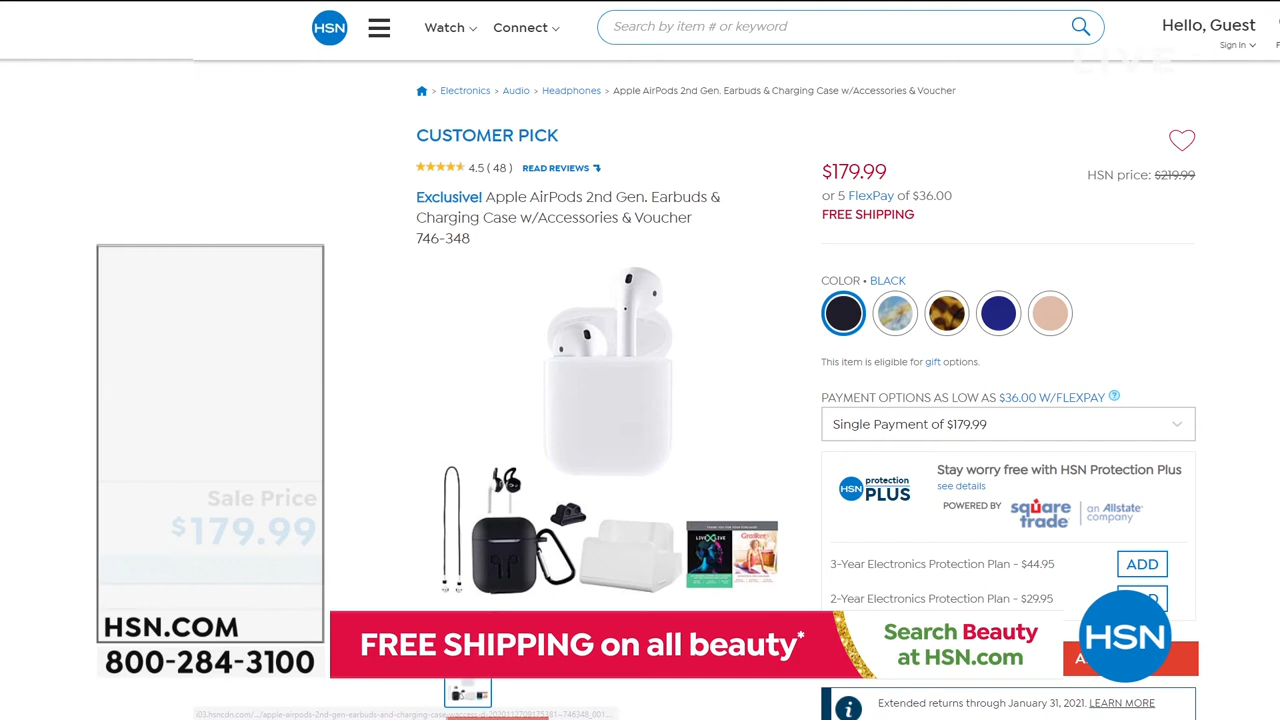 HSN
Watch
Connect
Search by item # or keyword
Hello, Guest
Sign In
LIVE
> Electronics > Audio > Headphones > Apple AirPods 2nd Gen. Earbuds & Charging Case w/Accessories & Voucher
CUSTOMER PICK
4.5 ( 48 ) READ REVIEWS
Exclusive! Apple AirPods 2nd Gen. Earbuds &
Charging Case w/Accessories & Voucher
746-348
$179.99
HSN price: $219.99
or 5 FlexPay of $36.00
FREE SHIPPING
COLOR • BLACK
This item is eligible for gift options.
PAYMENT OPTIONS AS LOW AS $36.00 W/FLEXPAY ?
Single Payment of $179.99
HSN protection PLUS
Stay worry free with HSN Protection Plus
see details
POWERED BY square trade an Allstate company
3-Year Electronics Protection Plan - $44.95
ADD
2-Year Electronics Protection Plan - $29.95
Sale Price
$179.99
HSN.COM
800-284-3100
LIVEXLIVE
FREE SHIPPING on all beauty*
Search Beauty
at HSN.com
HSN
Extended returns through January 31, 2021. LEARN MORE